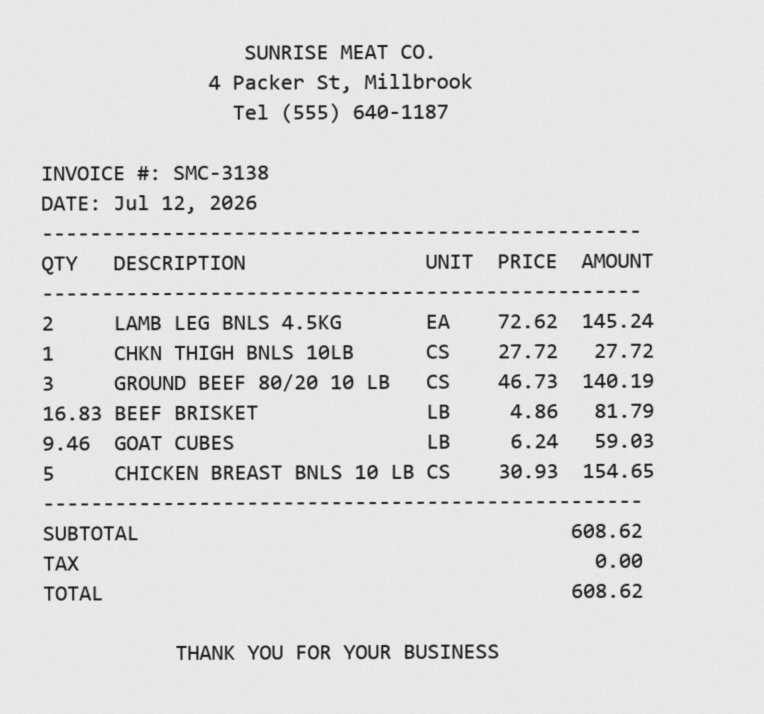 SUNRISE MEAT CO.
4 Packer St, Millbrook
Tel (555) 640-1187
INVOICE #: SMC-3138
DATE: Jul 12, 2026
--------------------------------------------------
QTY DESCRIPTION UNIT PRICE AMOUNT
--------------------------------------------------
2 LAMB LEG BNLS 4.5KG EA 72.62 145.24
1 CHKN THIGH BNLS 10LB CS 27.72 27.72
3 GROUND BEEF 80/20 10 LB CS 46.73 140.19
16.83 BEEF BRISKET LB 4.86 81.79
9.46 GOAT CUBES LB 6.24 59.03
5 CHICKEN BREAST BNLS 10 LB CS 30.93 154.65
--------------------------------------------------
SUBTOTAL 608.62
TAX 0.00
TOTAL 608.62
THANK YOU FOR YOUR BUSINESS